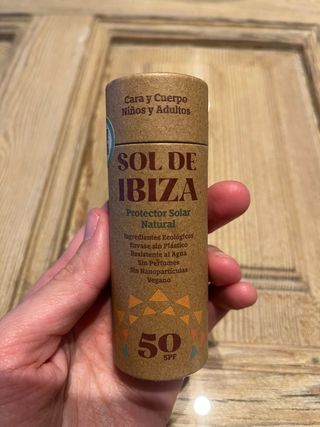 Cara y Cuerpo
Niños y Adultos
SOL DE
IBIZA
Protector Solar
Natural
Ingredientes Ecológicos
Envase sin Plástico
Resistente al Agua
Sin Perfumes
Sin Nanopartículas
Vegano
50
SPF